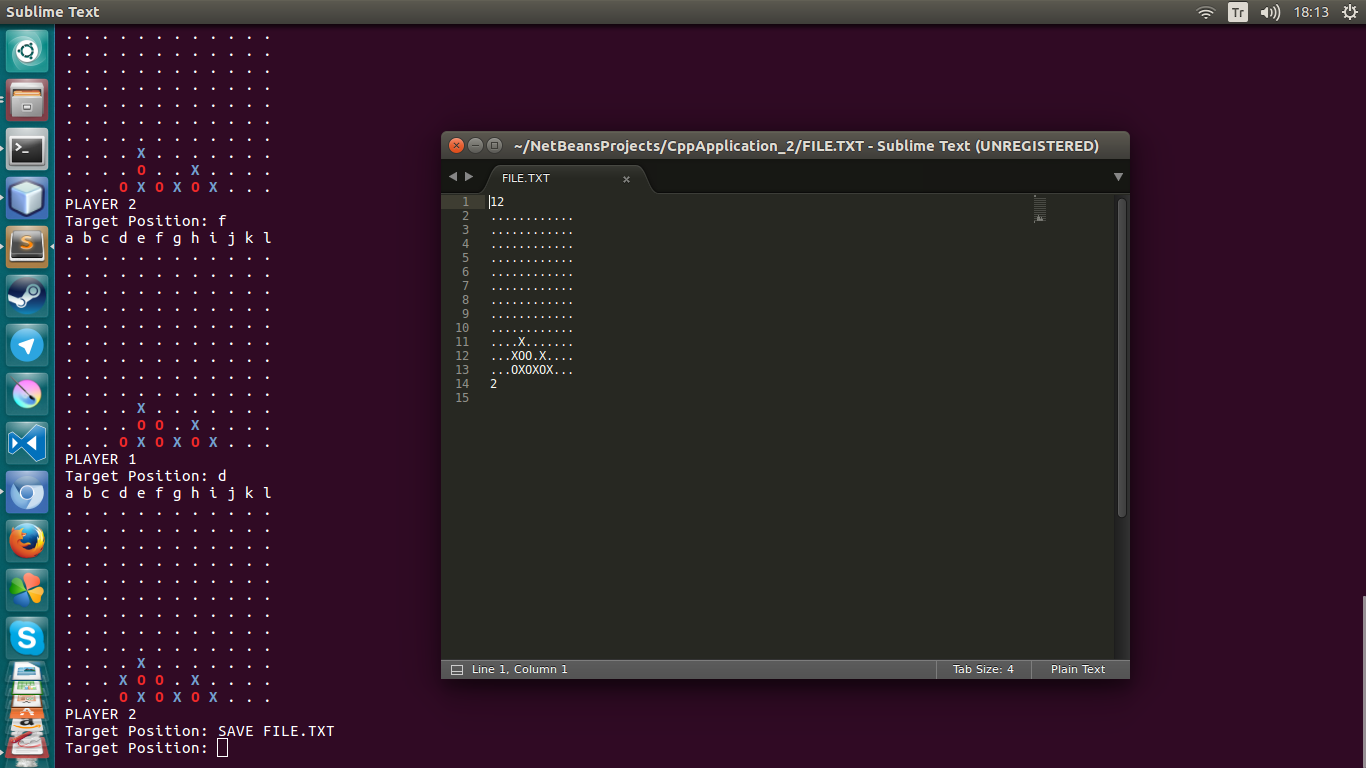 Sublime Text
Tr
18:13
. . . . . . . . . . . .
. . . . . . . . . . . .
. . . . . . . . . . . .
. . . . . . . . . . . .
. . . . . . . . . . . .
. . . . . . . . . . . .
. . . . . . . . . . . .
. . . . X . . . . . . .
. . . . O . . X . . . .
. . . O X O X O X . . .
PLAYER 2
Target Position: f
a b c d e f g h i j k l
. . . . . . . . . . . .
. . . . . . . . . . . .
. . . . . . . . . . . .
. . . . . . . . . . . .
. . . . . . . . . . . .
. . . . . . . . . . . .
. . . . . . . . . . . .
. . . . . . . . . . . .
. . . . . . . . . . . .
. . . . X . . . . . . .
. . . . O O . X . . . .
. . . O X O X O X . . .
PLAYER 1
Target Position: d
a b c d e f g h i j k l
. . . . . . . . . . . .
. . . . . . . . . . . .
. . . . . . . . . . . .
. . . . . . . . . . . .
. . . . . . . . . . . .
. . . . . . . . . . . .
. . . . . . . . . . . .
. . . . . . . . . . . .
. . . . . . . . . . . .
. . . . X . . . . . . .
. . . X O O . X . . . .
. . . O X O X O X . . .
PLAYER 2
Target Position: SAVE FILE.TXT
Target Position:
~/NetBeansProjects/CppApplication_2/FILE.TXT - Sublime Text (UNREGISTERED)
FILE.TXT
1 12
2 ............
3 ............
4 ............
5 ............
6 ............
7 ............
8 ............
9 ............
10 ............
11 ....X.......
12 ...XOO.X....
13 ...OXOXOX...
14 2
15
Line 1, Column 1
Tab Size: 4
Plain Text